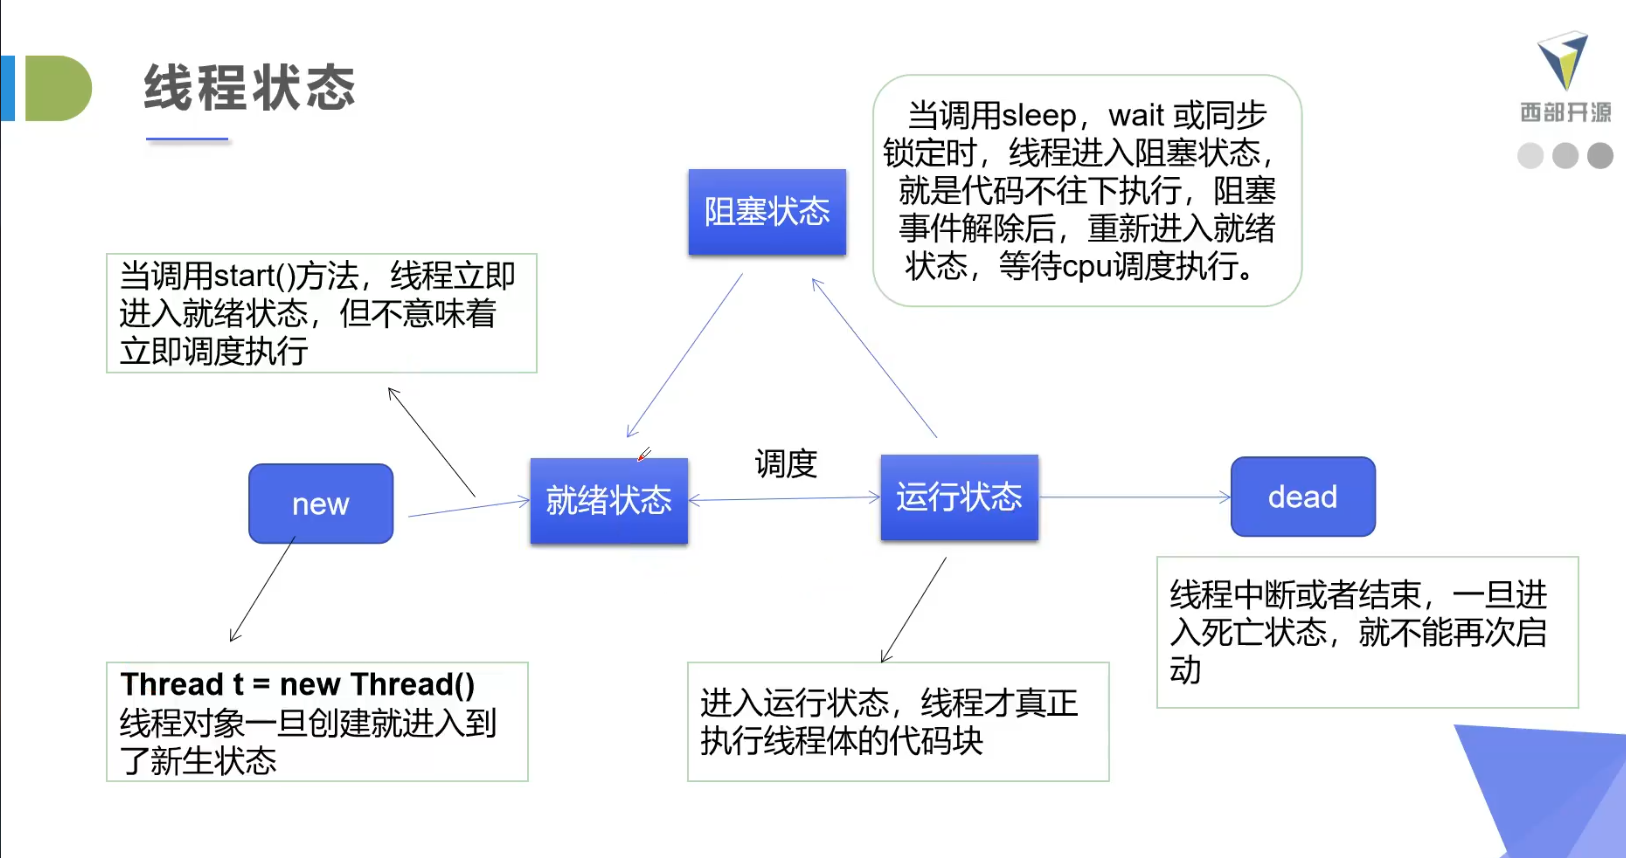 线程状态
西部开源
当调用sleep，wait 或同步
锁定时，线程进入阻塞状态，
就是代码不往下执行，阻塞
事件解除后，重新进入就绪
状态，等待cpu调度执行。
阻塞状态
当调用start()方法，线程立即
进入就绪状态，但不意味着
立即调度执行
调度
new
就绪状态
运行状态
dead
线程中断或者结束，一旦进
入死亡状态，就不能再次启
动
Thread t = new Thread()
线程对象一旦创建就进入到
了新生状态
进入运行状态，线程才真正
执行线程体的代码块